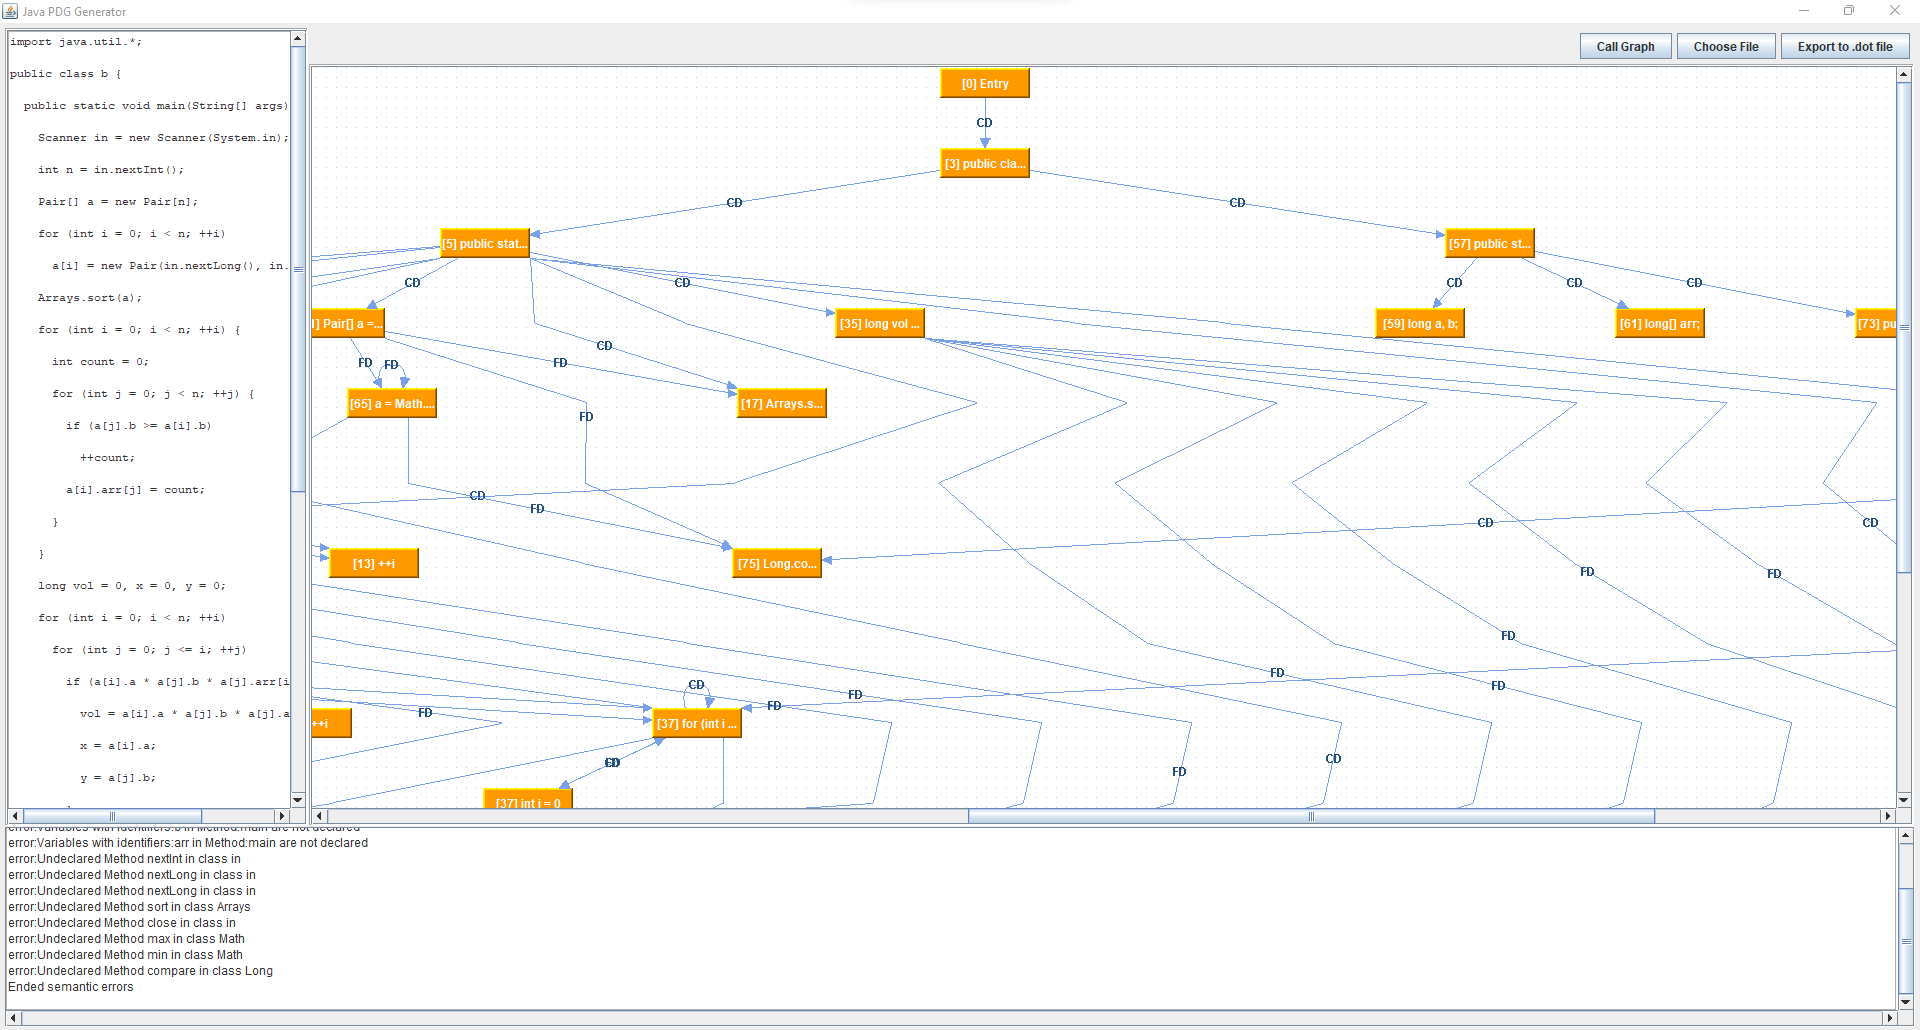 Java PDG Generator
Call Graph
Choose File
Export to .dot file
import java.util.*;
public class b {
public static void main(String[] args)
Scanner in = new Scanner(System.in);
int n = in.nextInt();
Pair[] a = new Pair[n];
for (int i = 0; i < n; ++i)
a[i] = new Pair(in.nextLong(), in.
Arrays.sort(a);
for (int i = 0; i < n; ++i) {
int count = 0;
for (int j = 0; j < n; ++j) {
if (a[j].b >= a[i].b)
++count;
a[i].arr[j] = count;
}
}
long vol = 0, x = 0, y = 0;
for (int i = 0; i < n; ++i)
for (int j = 0; j <= i; ++j)
if (a[i].a * a[j].b * a[j].arr[i
vol = a[i].a * a[j].b * a[j].a
x = a[i].a;
y = a[j].b;
[0] Entry
CD
[3] public cla...
CD
CD
[5] public stat...
[57] public st...
CD
CD
CD
CD
CD
] Pair[] a =...
[35] long vol ...
[59] long a, b;
[61] long[] arr;
[73] pu
CD
FD
FD
FD
[65] a = Math....
[17] Arrays.s...
FD
CD
FD
CD
CD
[13] ++i
[75] Long.co...
FD
FD
FD
FD
CD
FD
FD
FD
FD
++i
[37] for (int i ...
CD
FD
CD
[37] int i = 0
error:Variables with identifiers:b in Method:main are not declared
error:Variables with identifiers:arr in Method:main are not declared
error:Undeclared Method nextInt in class in
error:Undeclared Method nextLong in class in
error:Undeclared Method nextLong in class in
error:Undeclared Method sort in class Arrays
error:Undeclared Method close in class in
error:Undeclared Method max in class Math
error:Undeclared Method min in class Math
error:Undeclared Method compare in class Long
Ended semantic errors